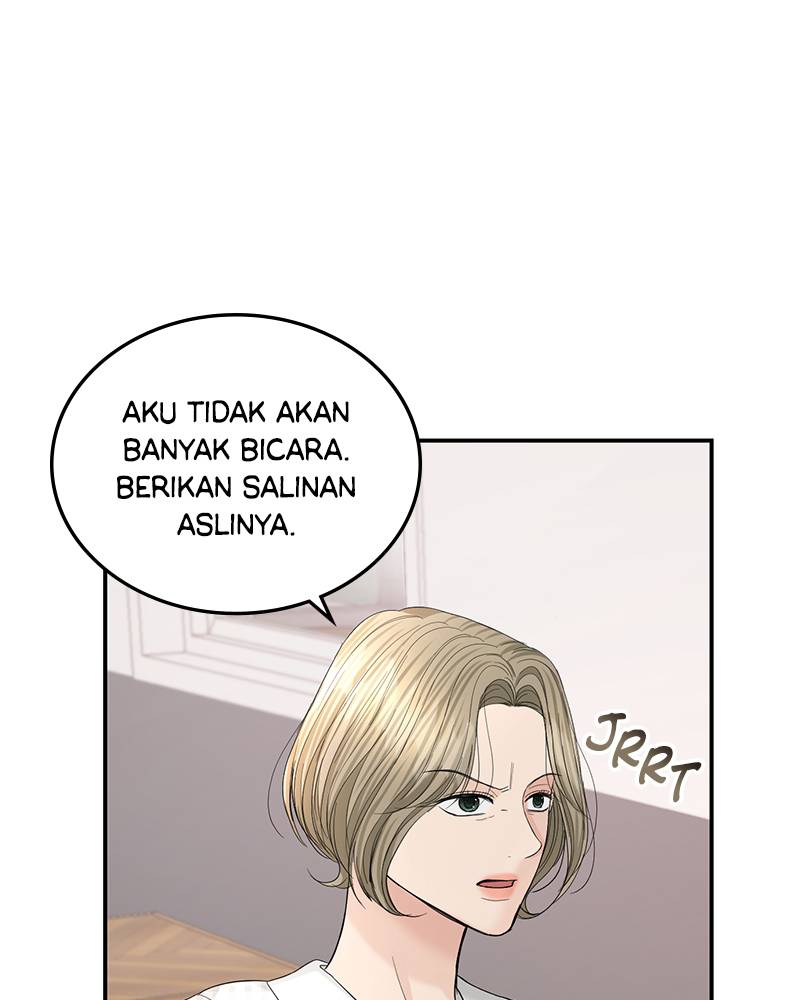 AKU TIDAK AKAN
BANYAK BICARA.
BERIKAN SALINAN
ASLINYA.
JRRT